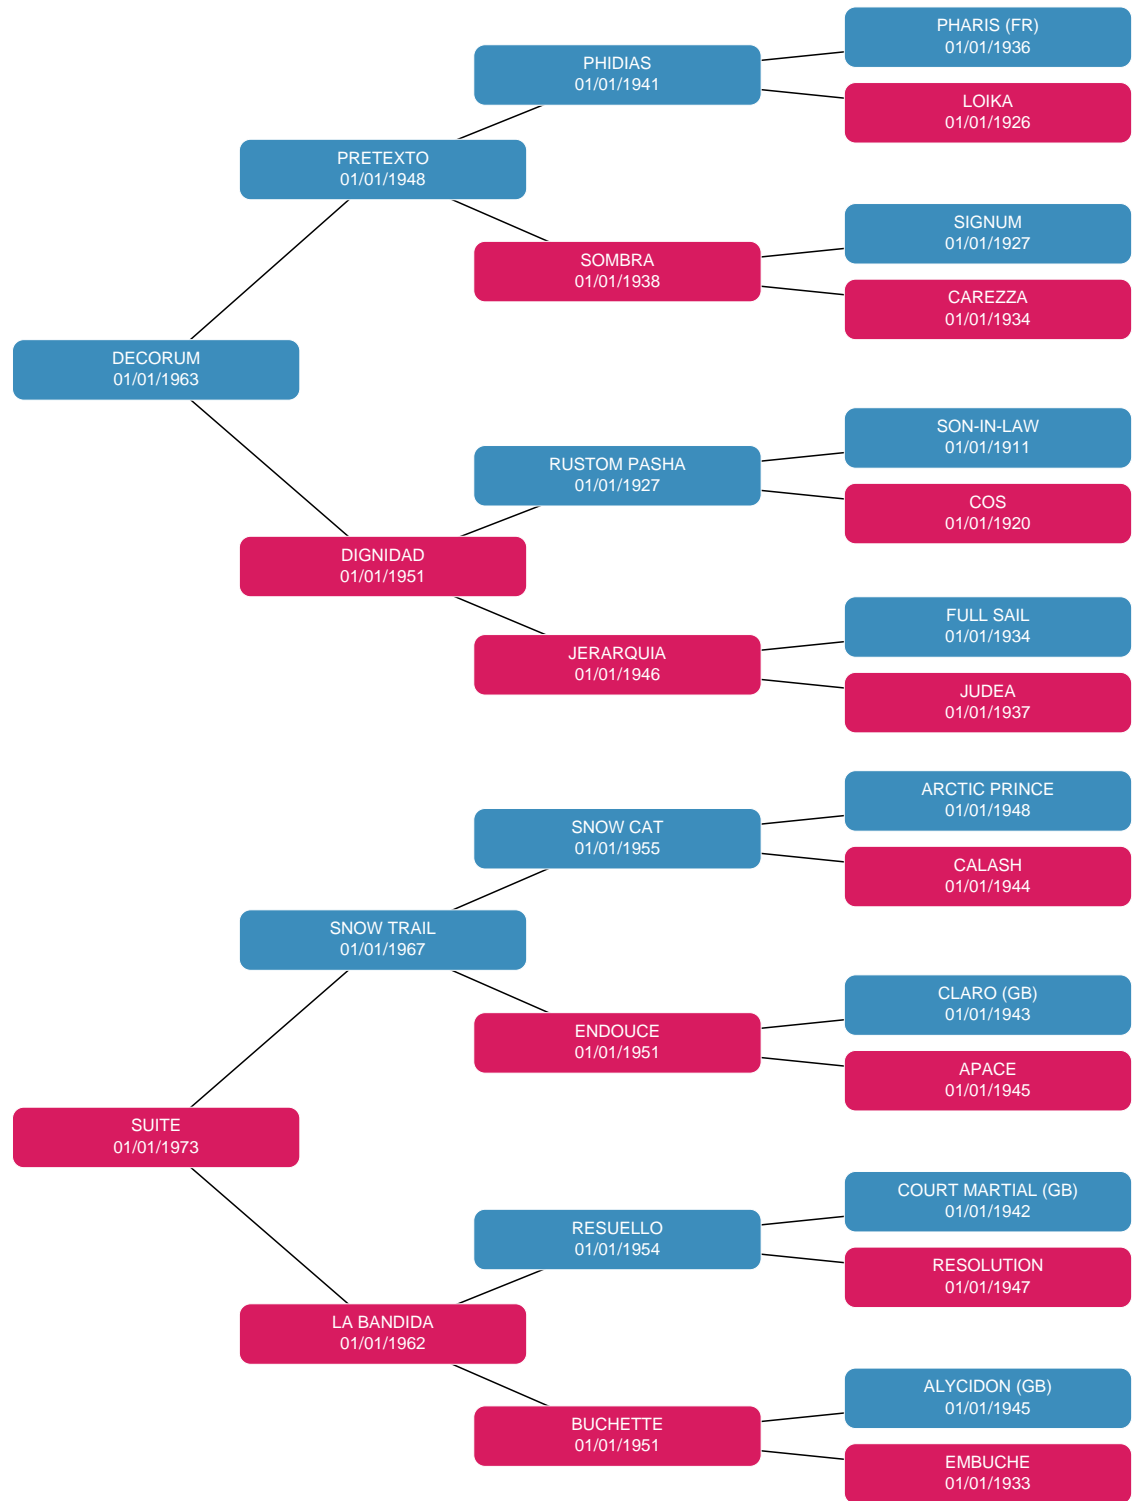 PHARIS (FR)
01/01/1936
PHIDIAS
01/01/1941
LOIKA
01/01/1926
PRETEXTO
01/01/1948
SIGNUM
01/01/1927
SOMBRA
01/01/1938
CAREZZA
01/01/1934
DECORUM
01/01/1963
SON-IN-LAW
01/01/1911
RUSTOM PASHA
01/01/1927
COS
01/01/1920
DIGNIDAD
01/01/1951
FULL SAIL
01/01/1934
JERARQUIA
01/01/1946
JUDEA
01/01/1937
ARCTIC PRINCE
01/01/1948
SNOW CAT
01/01/1955
CALASH
01/01/1944
SNOW TRAIL
01/01/1967
CLARO (GB)
01/01/1943
ENDOUCE
01/01/1951
APACE
01/01/1945
SUITE
01/01/1973
COURT MARTIAL (GB)
01/01/1942
RESUELLO
01/01/1954
RESOLUTION
01/01/1947
LA BANDIDA
01/01/1962
ALYCIDON (GB)
01/01/1945
BUCHETTE
01/01/1951
EMBUCHE
01/01/1933